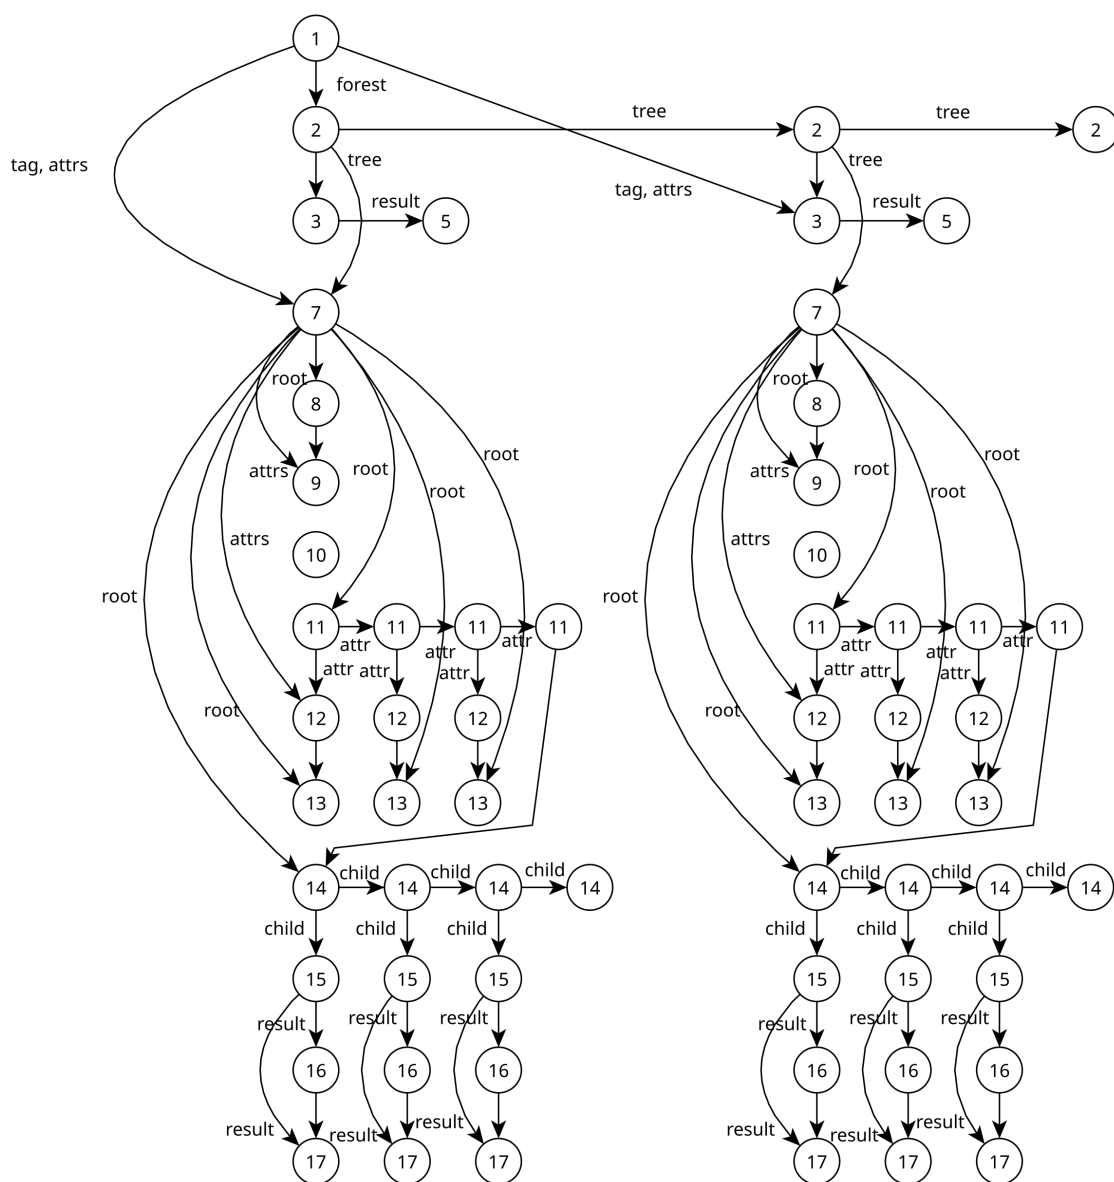 1
forest
tree
tree
2
2
2
tag, attrs
tree
tree
tag, attrs
result
result
3
5
3
5
7
7
root
root
8
8
root
root
attrs
root
attrs
root
9
9
root
root
attrs
attrs
10
10
root
root
11
11
11
11
11
11
11
11
attr
attr
attr
attr
attr
attr
attr
attr
attr
attr
attr
attr
root
root
12
12
12
12
12
12
13
13
13
13
13
13
child
child
child
child
child
child
14
14
14
14
14
14
14
14
child
child
child
child
child
child
15
15
15
15
15
15
result
result
result
result
result
result
16
16
16
16
16
16
result
result
result
result
result
result
17
17
17
17
17
17